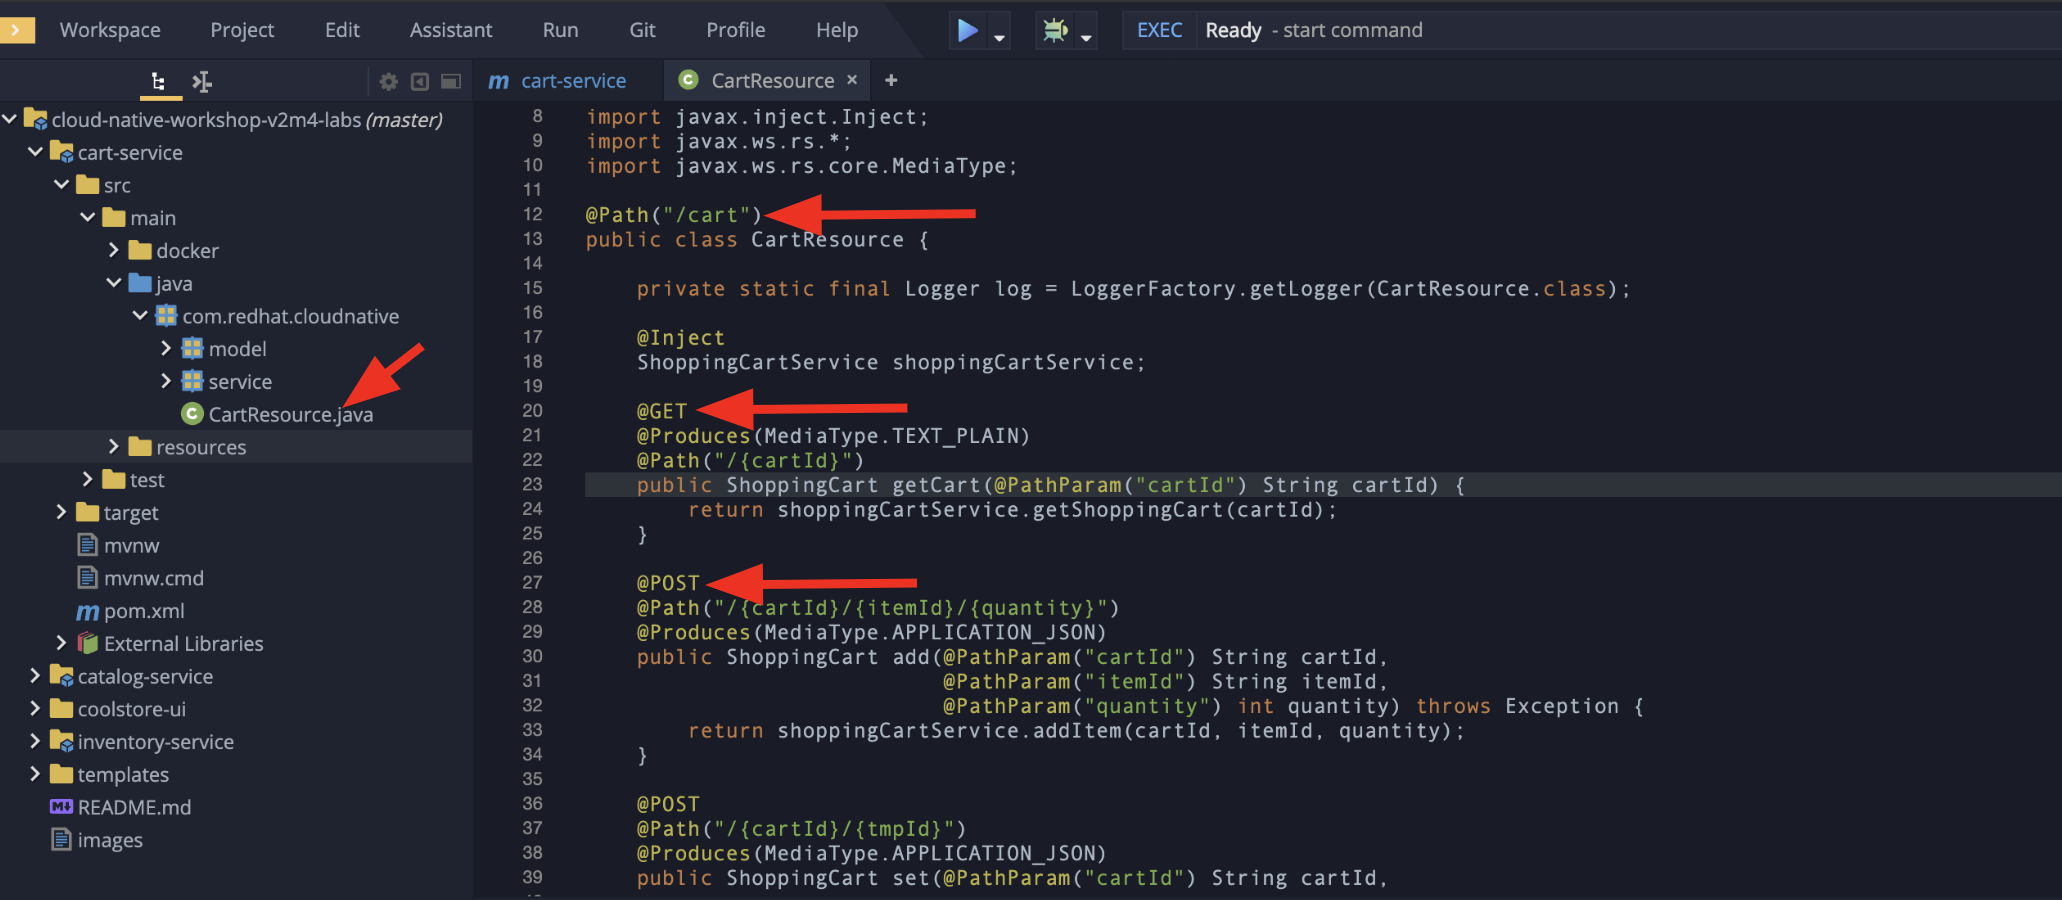 Workspace Project Edit Assistant Run Git Profile Help EXEC Ready - start command
m cart-service C CartResource × +
cloud-native-workshop-v2m4-labs (master)
cart-service
src
main
docker
java
com.redhat.cloudnative
model
service
C CartResource.java
resources
test
target
mvnw
mvnw.cmd
m pom.xml
External Libraries
catalog-service
coolstore-ui
inventory-service
templates
M README.md
images
8 import javax.inject.Inject;
9 import javax.ws.rs.*;
10 import javax.ws.rs.core.MediaType;
11
12 @Path("/cart")
13 public class CartResource {
14
15 private static final Logger log = LoggerFactory.getLogger(CartResource.class);
16
17 @Inject
18 ShoppingCartService shoppingCartService;
19
20 @GET
21 @Produces(MediaType.TEXT_PLAIN)
22 @Path("/{cartId}")
23 public ShoppingCart getCart(@PathParam("cartId") String cartId) {
24 return shoppingCartService.getShoppingCart(cartId);
25 }
26
27 @POST
28 @Path("/{cartId}/{itemId}/{quantity}")
29 @Produces(MediaType.APPLICATION_JSON)
30 public ShoppingCart add(@PathParam("cartId") String cartId,
31 @PathParam("itemId") String itemId,
32 @PathParam("quantity") int quantity) throws Exception {
33 return shoppingCartService.addItem(cartId, itemId, quantity);
34 }
35
36 @POST
37 @Path("/{cartId}/{tmpId}")
38 @Produces(MediaType.APPLICATION_JSON)
39 public ShoppingCart set(@PathParam("cartId") String cartId,